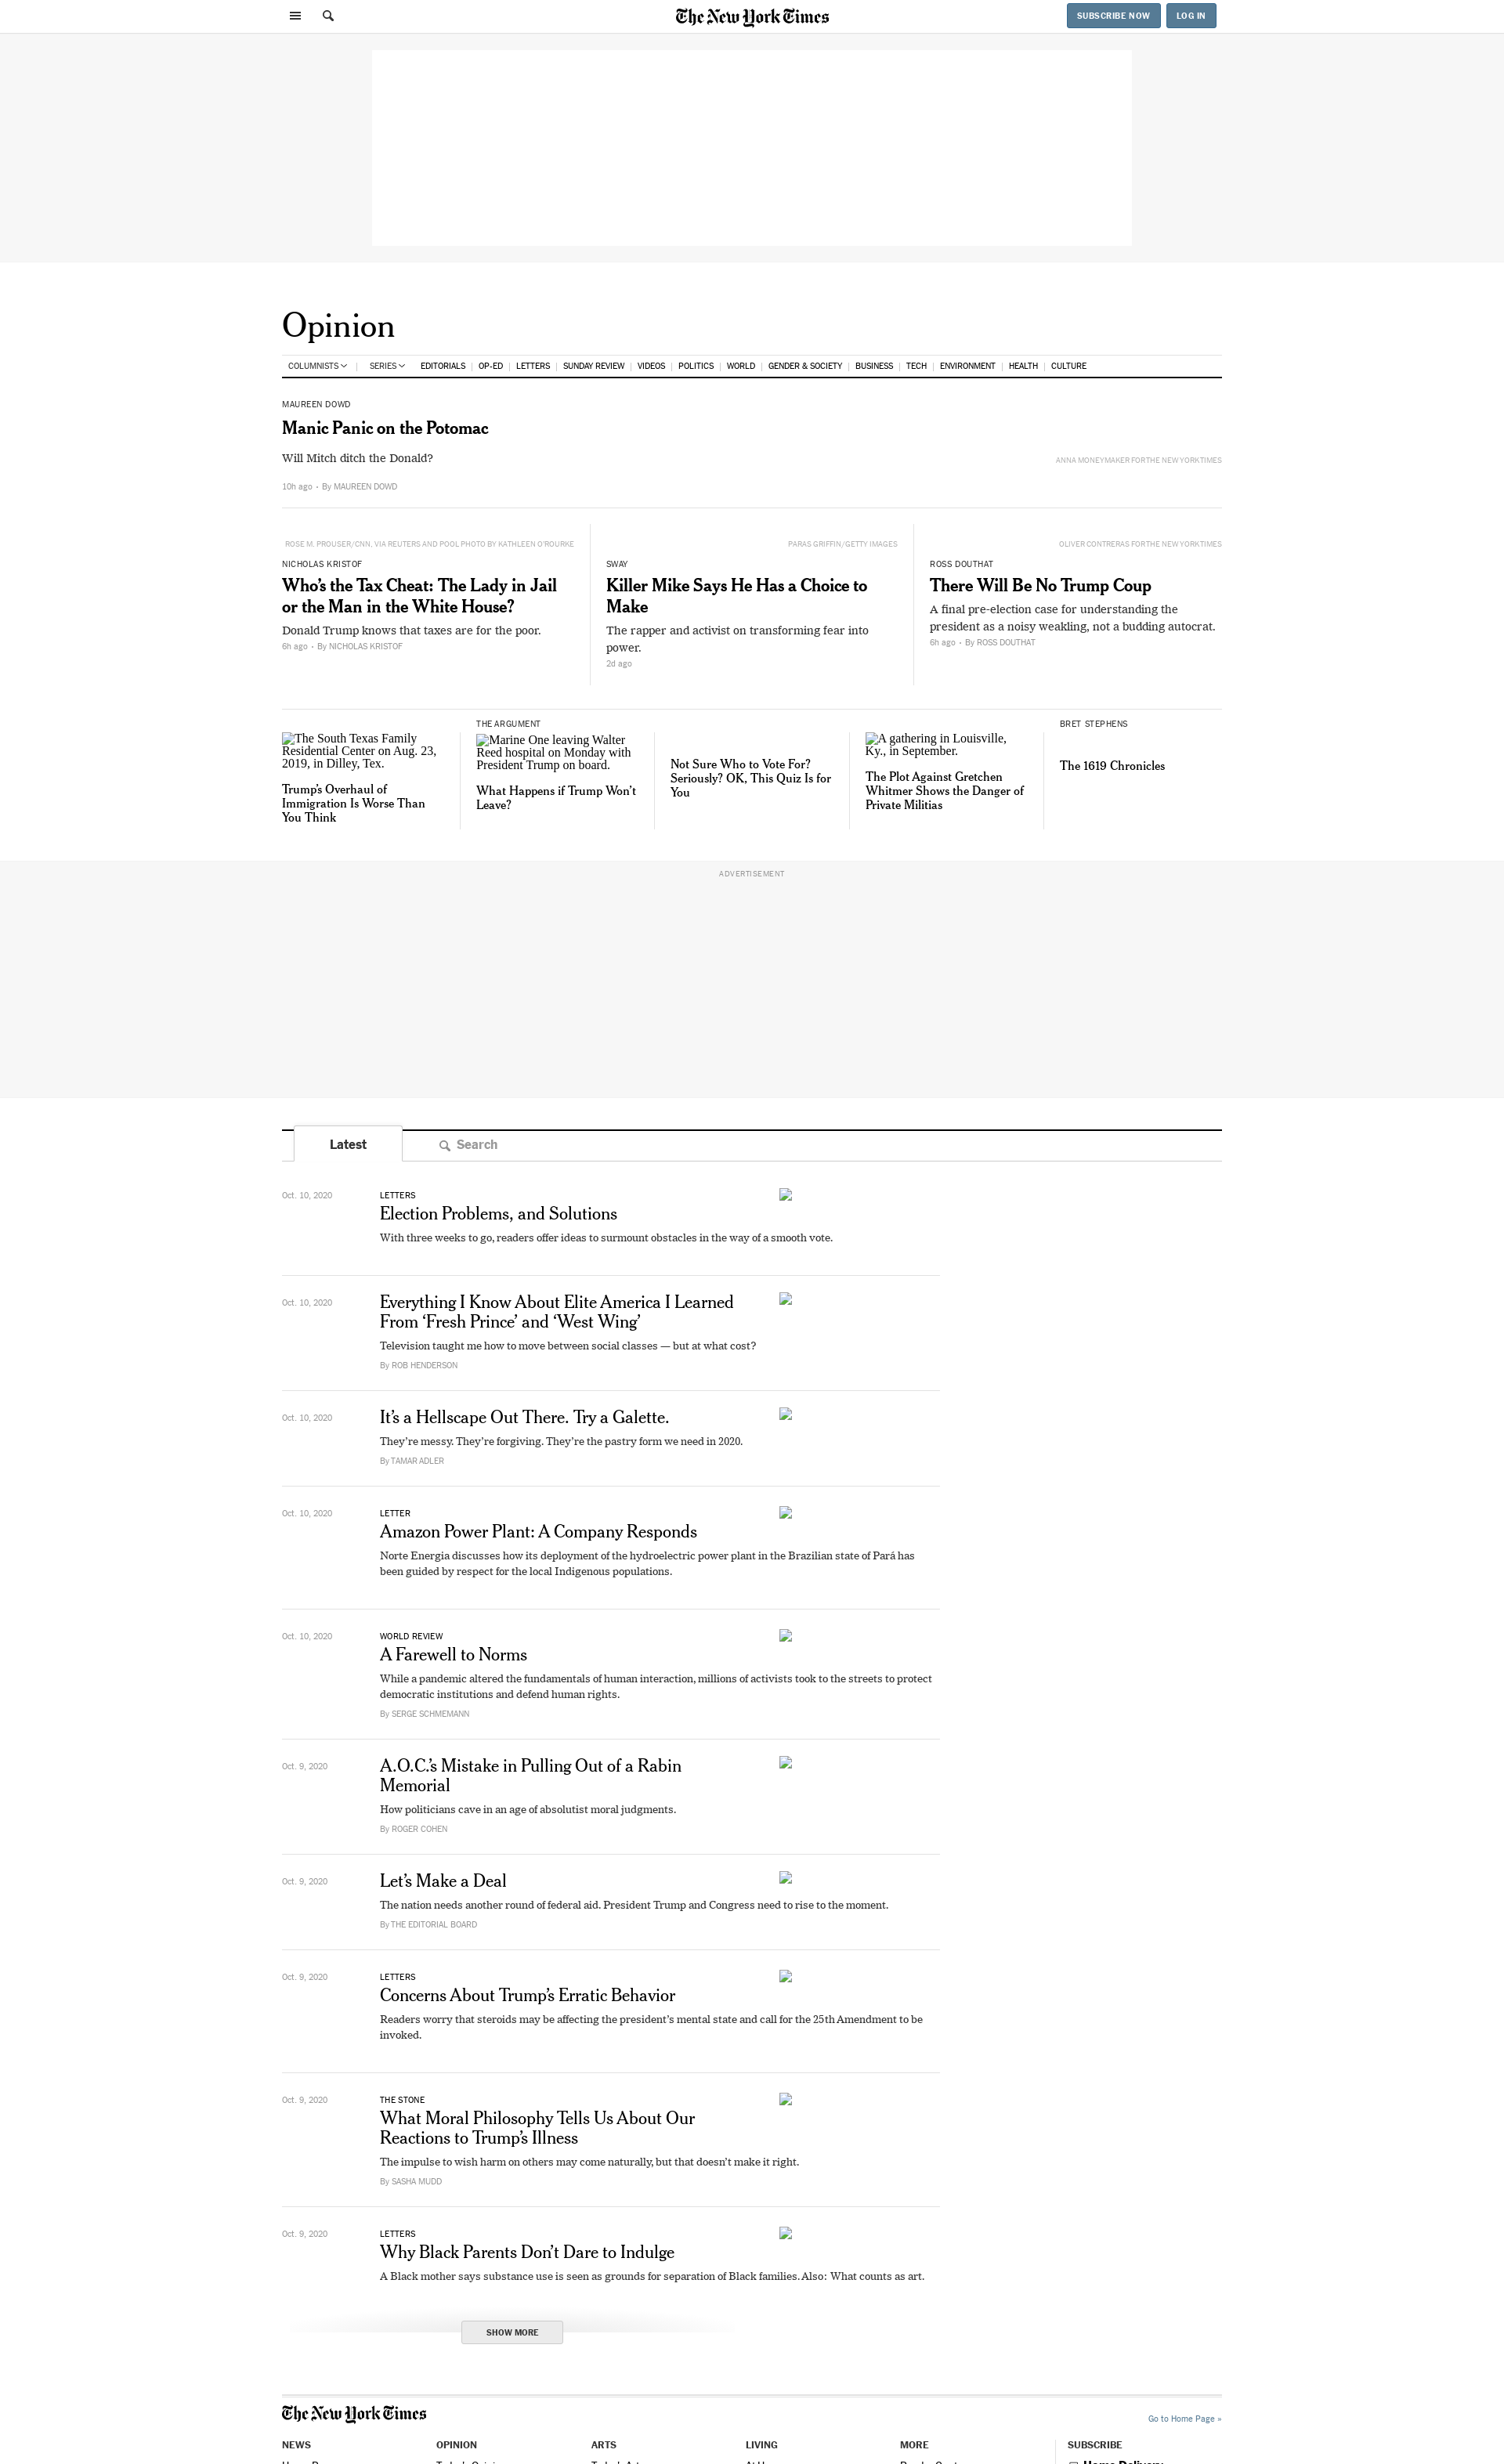 The New York Times
SUBSCRIBE NOW
LOG IN
Opinion
COLUMNISTS | SERIES EDITORIALS | OP-ED | LETTERS | SUNDAY REVIEW | VIDEOS | POLITICS | WORLD | GENDER & SOCIETY | BUSINESS | TECH | ENVIRONMENT | HEALTH | CULTURE
MAUREEN DOWD
Manic Panic on the Potomac
Will Mitch ditch the Donald?
ANNA MONEYMAKER FOR THE NEW YORK TIMES
10h ago • By MAUREEN DOWD
ROSE M. PROUSER/CNN, VIA REUTERS AND POOL PHOTO BY KATHLEEN O'ROURKE
NICHOLAS KRISTOF
Who’s the Tax Cheat: The Lady in Jail
or the Man in the White House?
Donald Trump knows that taxes are for the poor.
6h ago • By NICHOLAS KRISTOF
PARAS GRIFFIN/GETTY IMAGES
SWAY
Killer Mike Says He Has a Choice to
Make
The rapper and activist on transforming fear into
power.
2d ago
OLIVER CONTRERAS FOR THE NEW YORK TIMES
ROSS DOUTHAT
There Will Be No Trump Coup
A final pre-election case for understanding the
president as a noisy weakling, not a budding autocrat.
6h ago • By ROSS DOUTHAT
The South Texas Family
Residential Center on Aug. 23,
2019, in Dilley, Tex.
Trump’s Overhaul of
Immigration Is Worse Than
You Think
THE ARGUMENT
Marine One leaving Walter
Reed hospital on Monday with
President Trump on board.
What Happens if Trump Won’t
Leave?
Not Sure Who to Vote For?
Seriously? OK, This Quiz Is for
You
A gathering in Louisville,
Ky., in September.
The Plot Against Gretchen
Whitmer Shows the Danger of
Private Militias
BRET STEPHENS
The 1619 Chronicles
ADVERTISEMENT
Latest
Search
Oct. 10, 2020
LETTERS
Election Problems, and Solutions
With three weeks to go, readers offer ideas to surmount obstacles in the way of a smooth vote.
Oct. 10, 2020
Everything I Know About Elite America I Learned
From ‘Fresh Prince’ and ‘West Wing’
Television taught me how to move between social classes — but at what cost?
By ROB HENDERSON
Oct. 10, 2020
It’s a Hellscape Out There. Try a Galette.
They’re messy. They’re forgiving. They’re the pastry form we need in 2020.
By TAMAR ADLER
Oct. 10, 2020
LETTER
Amazon Power Plant: A Company Responds
Norte Energia discusses how its deployment of the hydroelectric power plant in the Brazilian state of Pará has
been guided by respect for the local Indigenous populations.
Oct. 10, 2020
WORLD REVIEW
A Farewell to Norms
While a pandemic altered the fundamentals of human interaction, millions of activists took to the streets to protect
democratic institutions and defend human rights.
By SERGE SCHMEMANN
Oct. 9, 2020
A.O.C.’s Mistake in Pulling Out of a Rabin
Memorial
How politicians cave in an age of absolutist moral judgments.
By ROGER COHEN
Oct. 9, 2020
Let’s Make a Deal
The nation needs another round of federal aid. President Trump and Congress need to rise to the moment.
By THE EDITORIAL BOARD
Oct. 9, 2020
LETTERS
Concerns About Trump’s Erratic Behavior
Readers worry that steroids may be affecting the president’s mental state and call for the 25th Amendment to be
invoked.
Oct. 9, 2020
THE STONE
What Moral Philosophy Tells Us About Our
Reactions to Trump’s Illness
The impulse to wish harm on others may come naturally, but that doesn’t make it right.
By SASHA MUDD
Oct. 9, 2020
LETTERS
Why Black Parents Don’t Dare to Indulge
A Black mother says substance use is seen as grounds for separation of Black families. Also: What counts as art.
SHOW MORE
The New York Times
Go to Home Page »
NEWS
OPINION
ARTS
LIVING
MORE
SUBSCRIBE